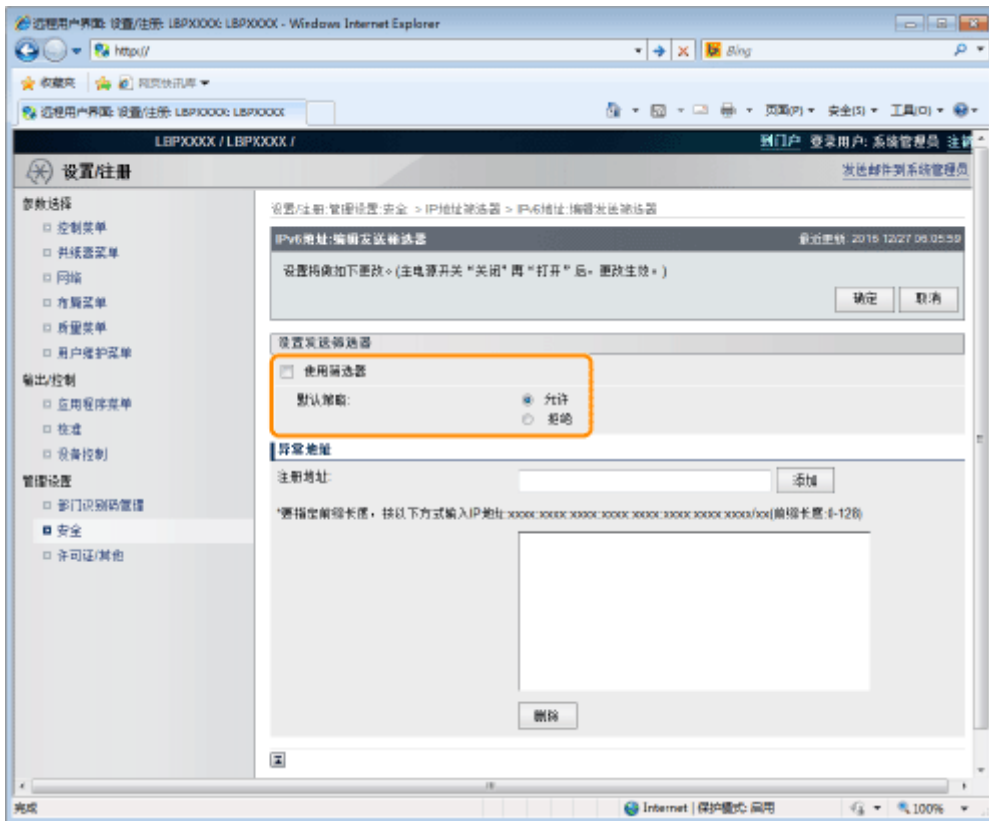 远程用户界面: 设置/注册: LBPXXXX: LBPXXXX - Windows Internet Explorer
http://
Bing
收藏夹 网页快讯库
远程用户界面: 设置/注册: LBPXXXX: LBPXXXX
页面(P) 安全(S) 工具(O)
LBPXXXX / LBPXXXX /
到门户 登录用户: 系统管理员 注销
设置/注册
发送邮件到系统管理员
参数选择
控制菜单
供纸器菜单
网络
布局菜单
质量菜单
用户维护菜单
输出/控制
应用程序菜单
校准
设备控制
管理设置
部门识别码管理
安全
许可证/其他
设置/注册:管理设置:安全 > IP地址筛选器 > IPv6地址:编辑发送筛选器
IPv6地址:编辑发送筛选器
最近更新: 2016 12/27 06:05:59
设置将做如下更改。(主电源开关“关闭”再“打开”后。更改生效。)
确定 取消
设置发送筛选器
使用筛选器
默认策略:
允许
拒绝
异常地址
注册地址:
添加
*要指定前缀长度，按以下方式输入IP地址:xxxx:xxxx:xxxx:xxxx:xxxx:xxxx:xxxx:xxxx/xx(前缀长度:0-128)
删除
完成
Internet | 保护模式: 启用
100%